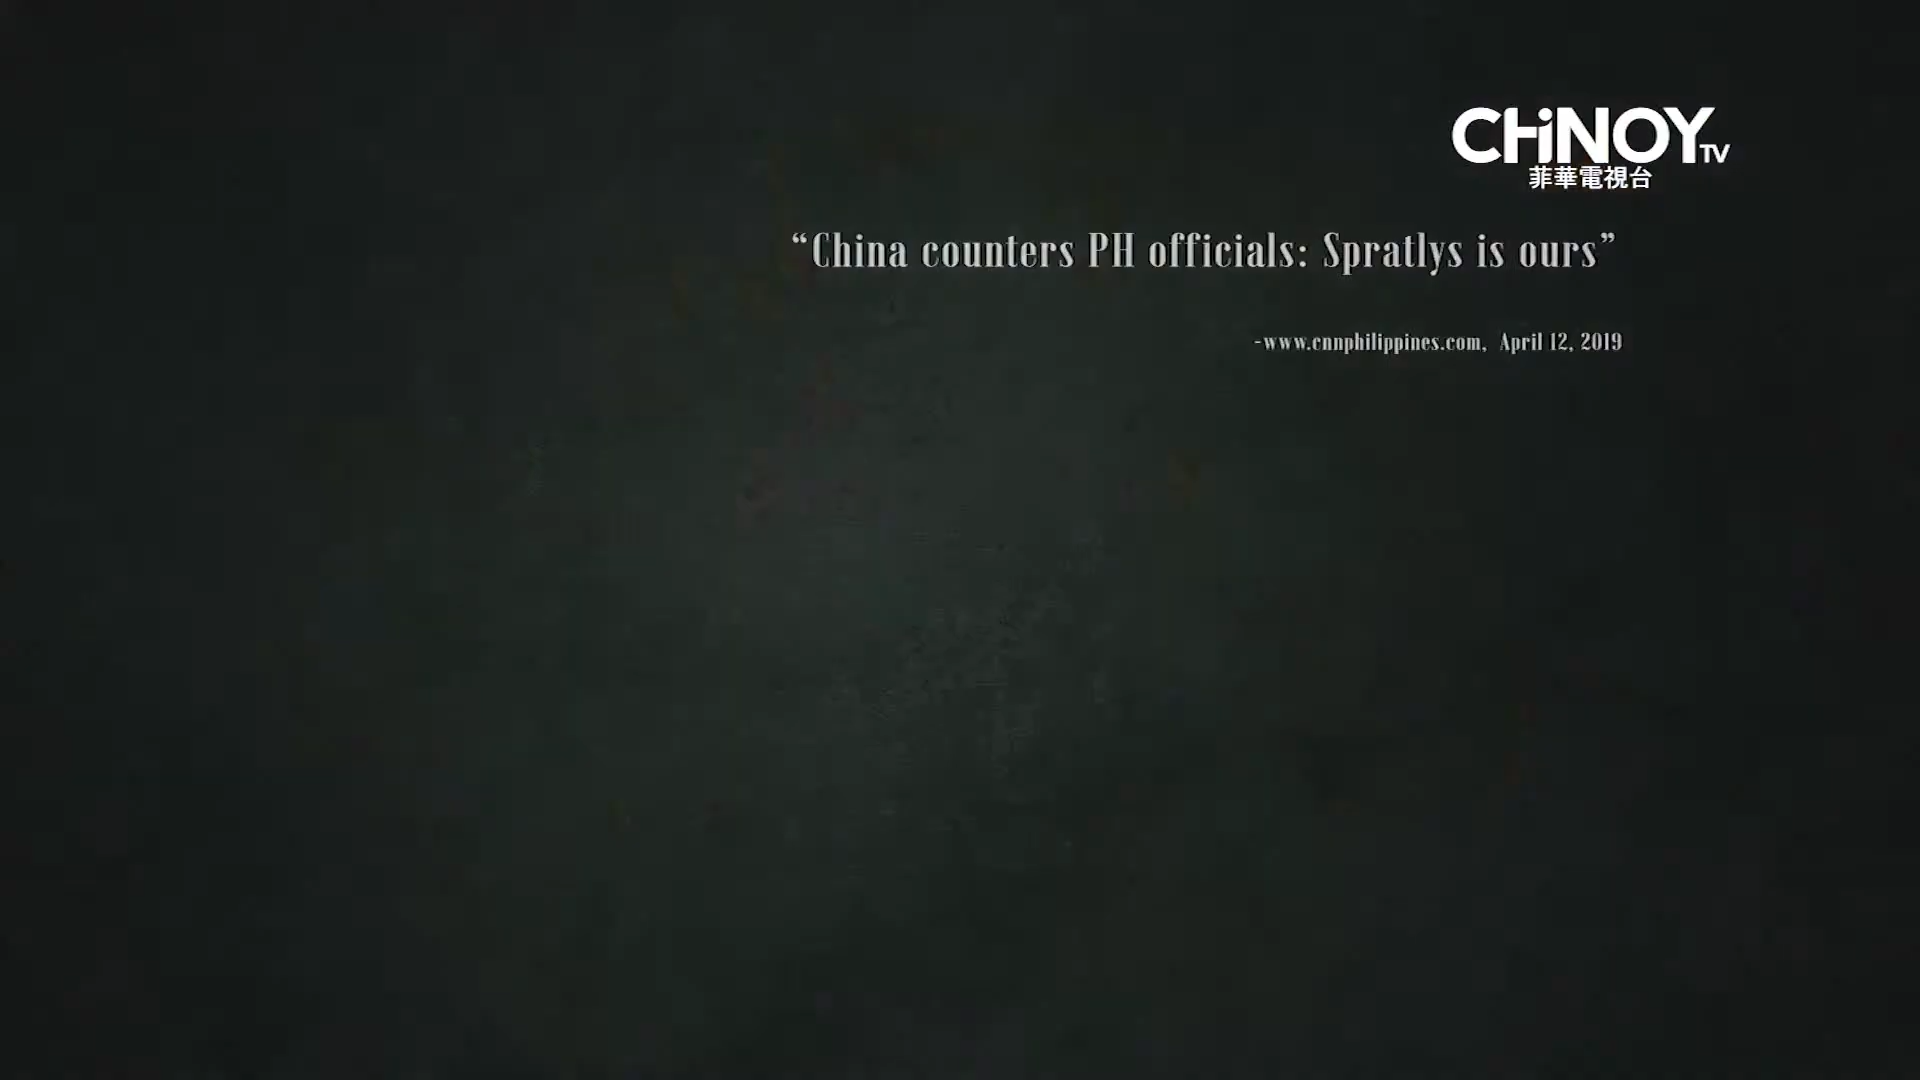 CHiNOY TV
菲華電視台
“China counters PH officials: Spratlys is ours”
-www.cnnphilippines.com, April 12, 2019